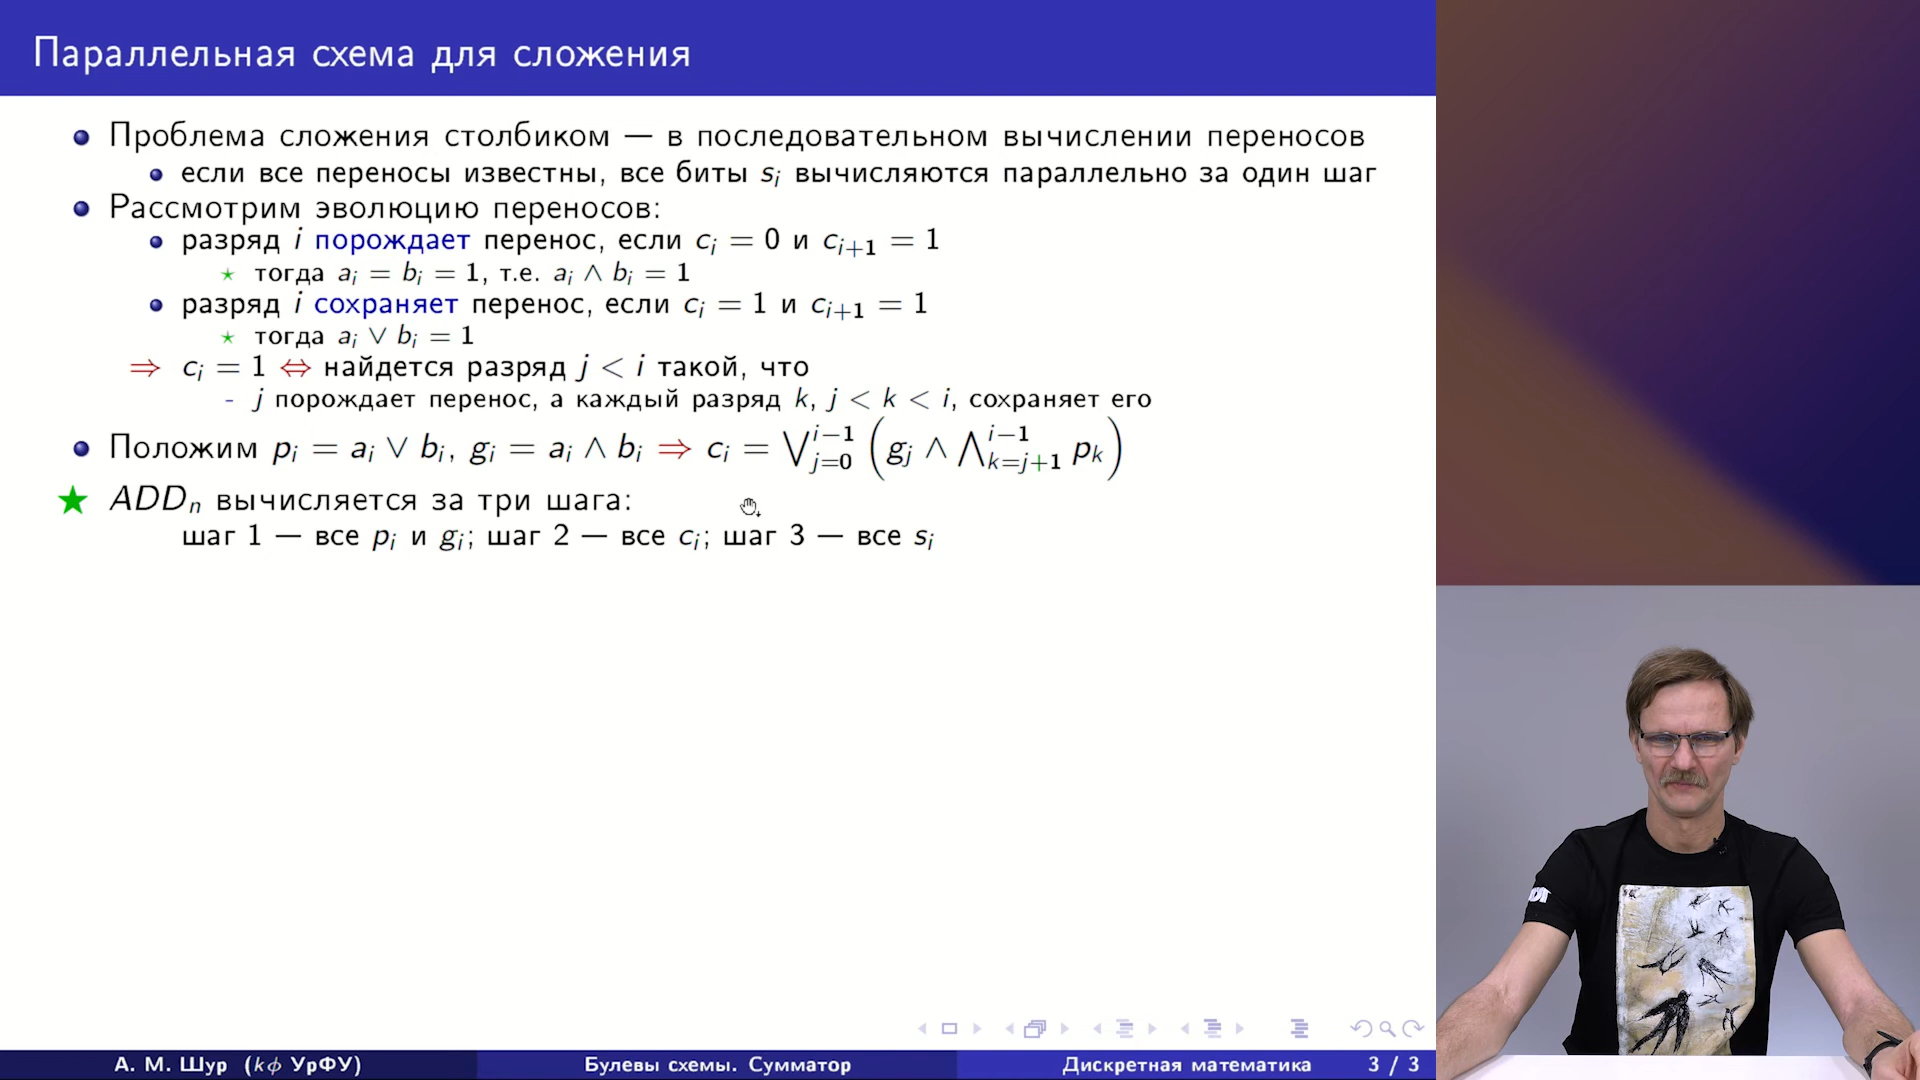 Параллельная схема для сложения
Проблема сложения столбиком — в последовательном вычислении переносов
если все переносы известны, все биты sᵢ вычисляются параллельно за один шаг
Рассмотрим эволюцию переносов:
разряд i порождает перенос, если cᵢ = 0 и cᵢ₊₁ = 1
⋆ тогда aᵢ = bᵢ = 1, т.е. aᵢ ∧ bᵢ = 1
разряд i сохраняет перенос, если cᵢ = 1 и cᵢ₊₁ = 1
⋆ тогда aᵢ ∨ bᵢ = 1
⇒ cᵢ = 1 ⇔ найдется разряд j < i такой, что
- j порождает перенос, а каждый разряд k, j < k < i, сохраняет его
Положим pᵢ = aᵢ ∨ bᵢ, gᵢ = aᵢ ∧ bᵢ ⇒ cᵢ = ⋁_{j=0}^{i−1} (g_j ∧ ⋀_{k=j+1}^{i−1} p_k)
★ ADDₙ вычисляется за три шага:
шаг 1 — все pᵢ и gᵢ; шаг 2 — все cᵢ; шаг 3 — все sᵢ
А. М. Шур (kф УрФУ) Булевы схемы. Сумматор Дискретная математика 3 / 3